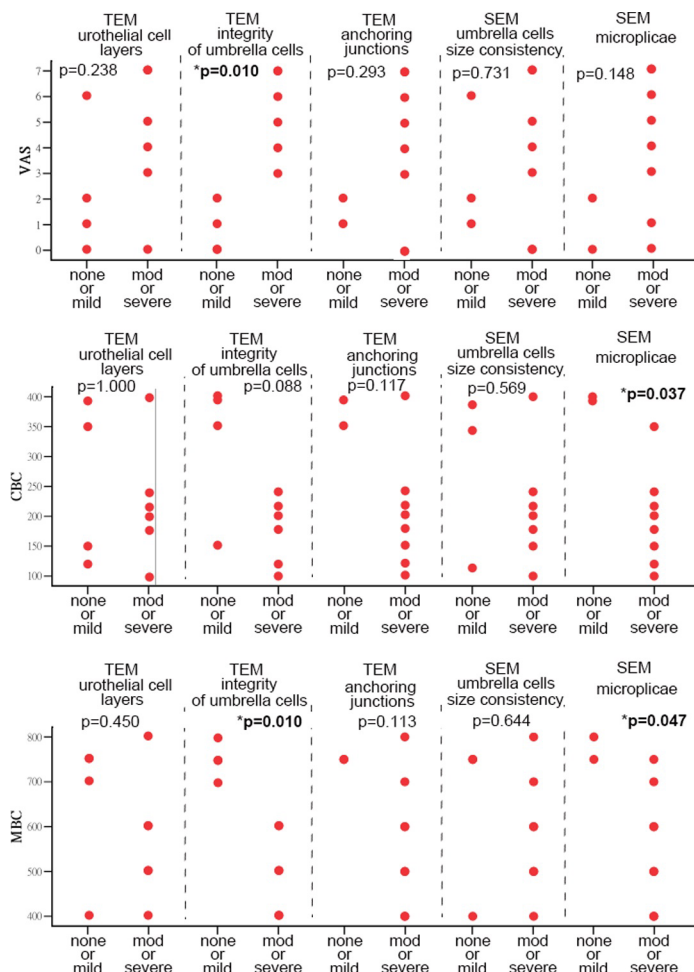 TEM TEM TEM SEM SEM
urothelial cell integrity anchoring umbrella cells microplicae
layers of umbrella cells junctions size consistency
p=0.238 *p=0.010 p=0.293 p=0.731 p=0.148
VAS
7
6
5
4
3
2
1
0
none mod none mod none mod none mod none mod
or or or or or or or or or or
mild severe mild severe mild severe mild severe mild severe
TEM TEM TEM SEM SEM
urothelial cell integrity anchoring umbrella cells microplicae
layers of umbrella cells junctions size consistency
p=1.000 p=0.088 p=0.117 p=0.569 *p=0.037
CBC
400
350
300
250
200
150
100
none mod none mod none mod none mod none mod
or or or or or or or or or or
mild severe mild severe mild severe mild severe mild severe
TEM TEM TEM SEM SEM
urothelial cell integrity anchoring umbrella cells microplicae
layers of umbrella cells junctions size consistency
p=0.450 *p=0.010 p=0.113 p=0.644 *p=0.047
MBC
800
700
600
500
400
none mod none mod none mod none mod none mod
or or or or or or or or or or
mild severe mild severe mild severe mild severe mild severe